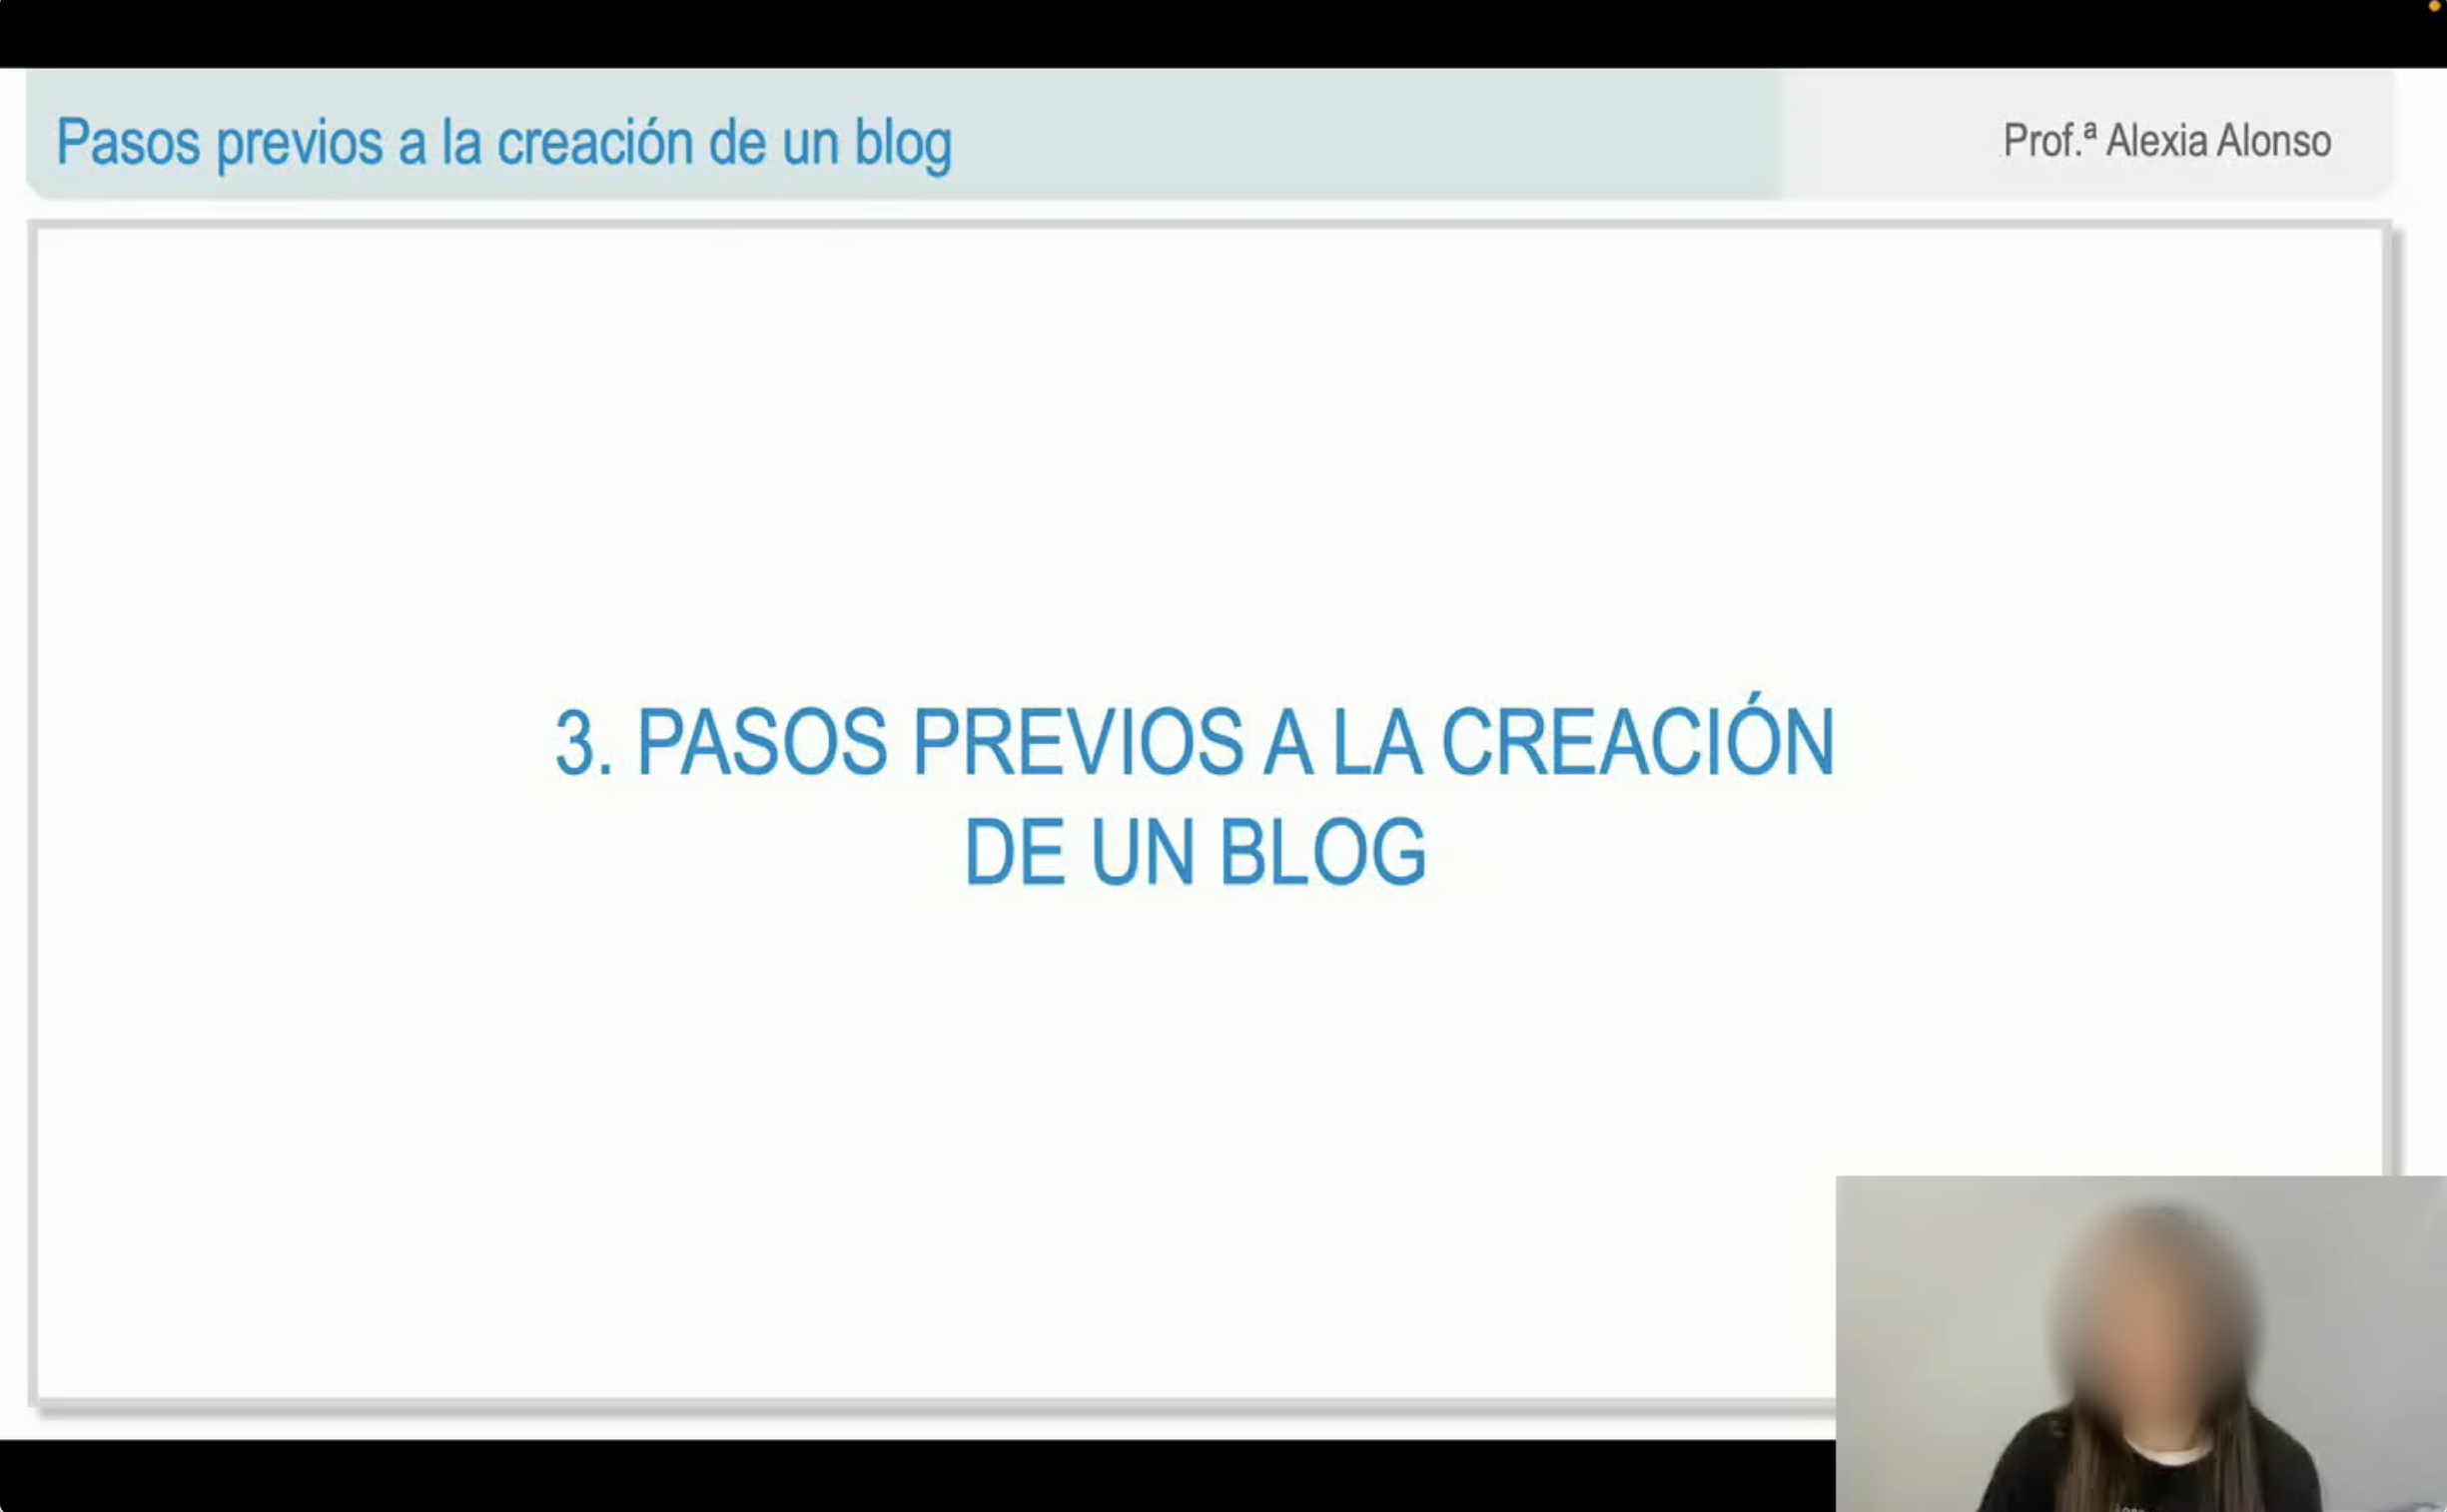 Pasos previos a la creación de un blog
Prof.ª Alexia Alonso
3. PASOS PREVIOS A LA CREACIÓN
DE UN BLOG